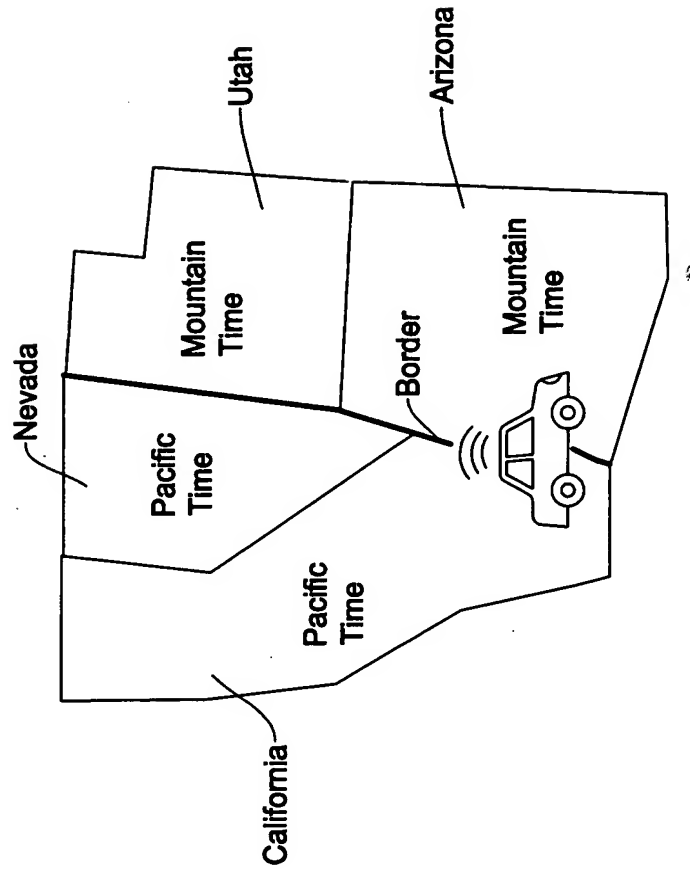 Nevada
Utah
Pacific
Time
Mountain
Time
Pacific
Time
Border
Mountain
Time
California
Arizona